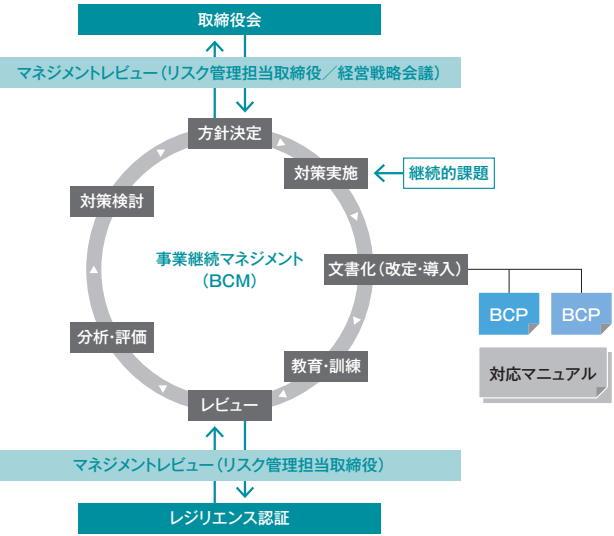 取締役会
マネジメントレビュー（リスク管理担当取締役／経営戦略会議）
方針決定
対策実施
継続的課題
対策検討
事業継続マネジメント
（BCM）
文書化（改定・導入）
BCP
BCP
分析・評価
教育・訓練
対応マニュアル
レビュー
マネジメントレビュー（リスク管理担当取締役）
レジリエンス認証